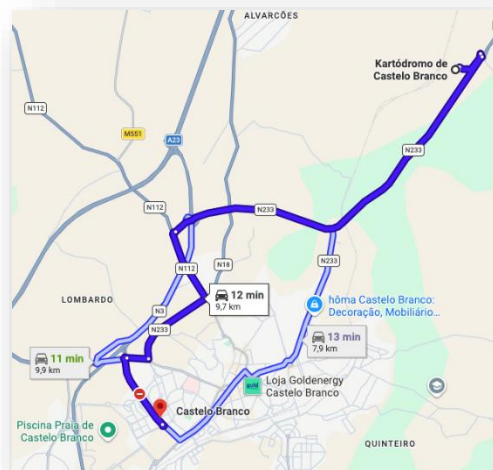 ALVARCÕES
Kartódromo de
Castelo Branco
N112
M551
A23
N233
N112
N233
N233
N112
N18
12 min
9,7 km
LOMBARDO
N3
hôma Castelo Branco:
Decoração, Mobiliário...
N233
13 min
7,9 km
11 min
9,9 km
Loja Goldenergy
Castelo Branco
Castelo Branco
Piscina Praia de
Castelo Branco
QUINTEIRO